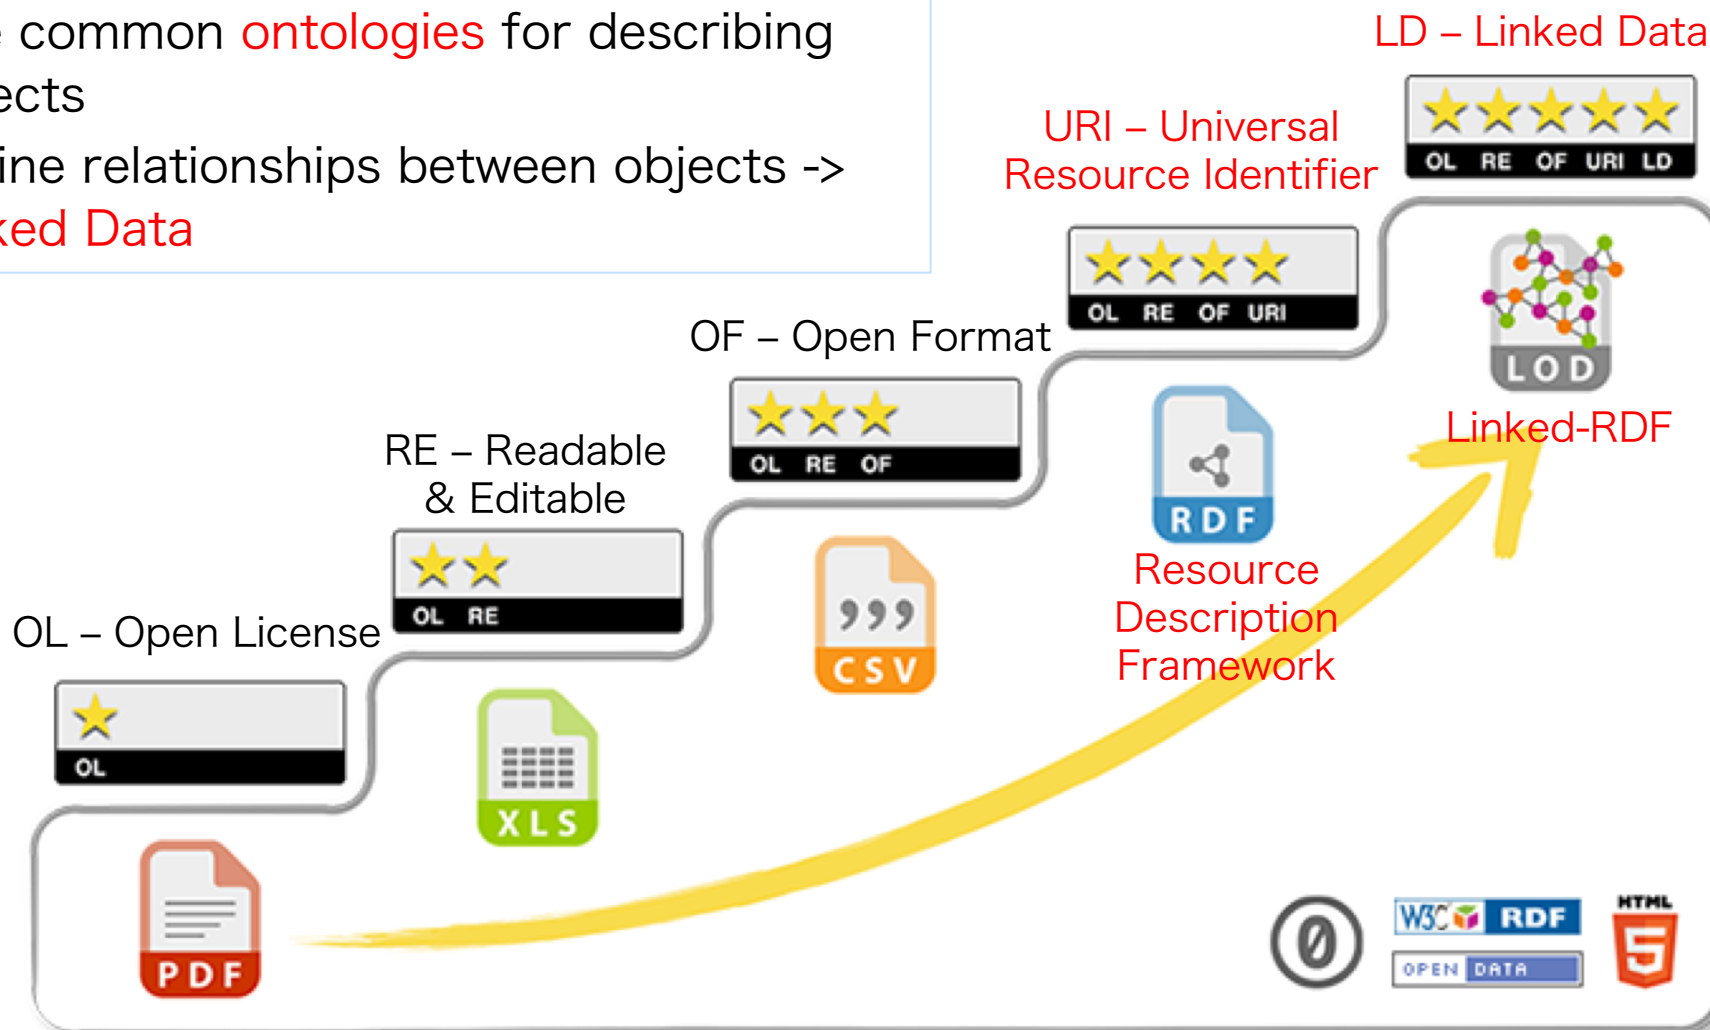 common ontologies for describing
ects
ine relationships between objects ->
ked Data
LD – Linked Data
OL RE OF URI LD
URI – Universal
Resource Identifier
OL RE OF URI
LOD
Linked-RDF
OF – Open Format
OL RE OF
RDF
Resource
Description
Framework
RE – Readable
& Editable
OL RE
,,,
CSV
OL – Open License
OL
XLS
PDF
0
W3C RDF
OPEN DATA
HTML
5